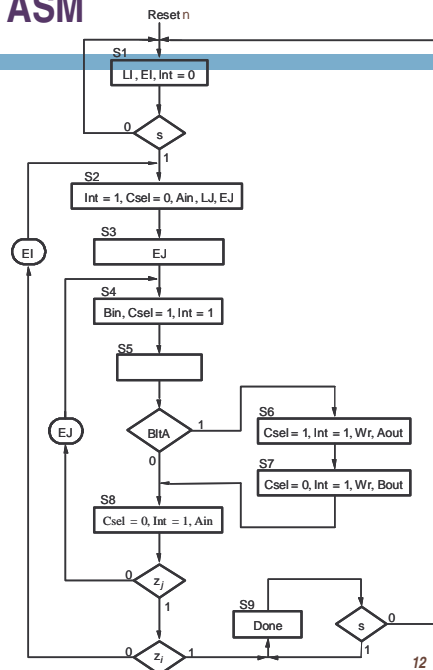 ASM
Resetn
S1
LI, EI, Int = 0
0
s
1
S2
Int = 1, Csel = 0, Ain, LJ, EJ
S3
EI
EJ
S4
Bin, Csel = 1, Int = 1
S5
EJ
BltA
1
0
S6
Csel = 1, Int = 1, Wr, Aout
S7
Csel = 0, Int = 1, Wr, Bout
S8
Csel = 0, Int = 1, Ain
0
zj
1
S9
Done
s
0
1
0
zi
1
12